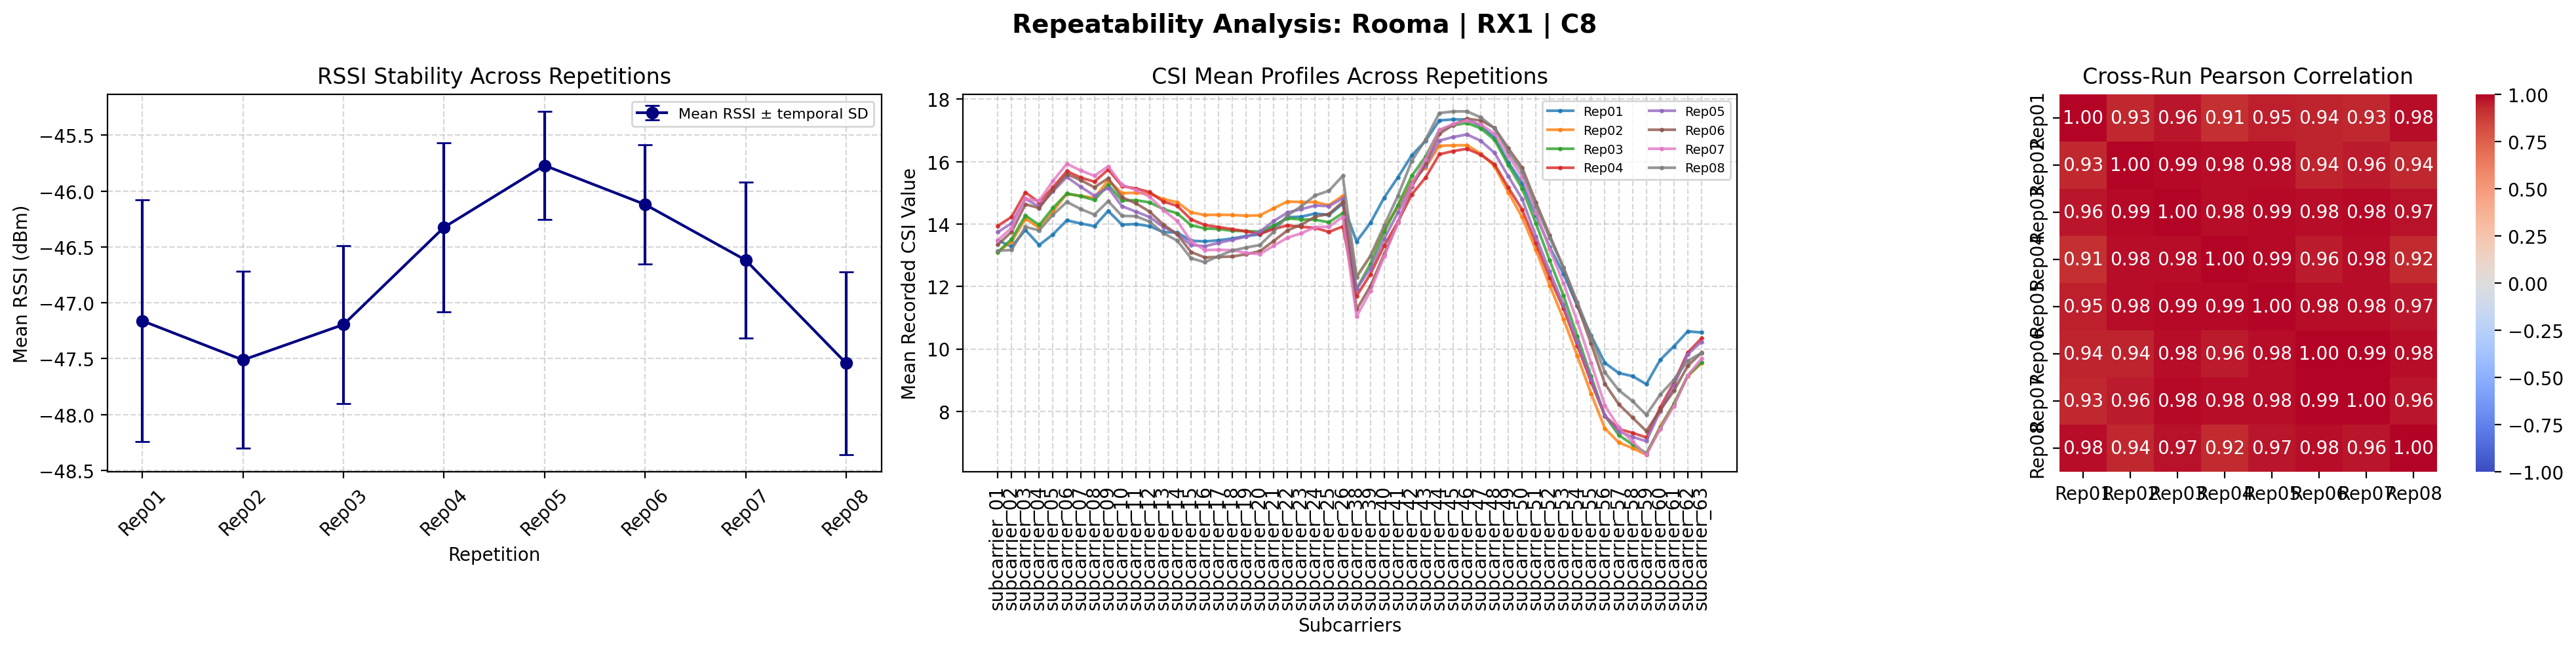 Repeatability Analysis: Rooma | RX1 | C8
RSSI Stability Across Repetitions
Mean RSSI (dBm)
−45.5
−46.0
−46.5
−47.0
−47.5
−48.0
−48.5
Mean RSSI ± temporal SD
Rep01
Rep02
Rep03
Rep04
Rep05
Rep06
Rep07
Rep08
Repetition
CSI Mean Profiles Across Repetitions
Mean Recorded CSI Value
18
16
14
12
10
8
Rep01
Rep02
Rep03
Rep04
Rep05
Rep06
Rep07
Rep08
subcarrier_01
subcarrier_02
subcarrier_03
subcarrier_04
subcarrier_05
subcarrier_06
subcarrier_07
subcarrier_08
subcarrier_09
subcarrier_10
subcarrier_11
subcarrier_12
subcarrier_13
subcarrier_14
subcarrier_15
subcarrier_16
subcarrier_17
subcarrier_18
subcarrier_19
subcarrier_20
subcarrier_21
subcarrier_22
subcarrier_23
subcarrier_24
subcarrier_25
subcarrier_26
subcarrier_38
subcarrier_39
subcarrier_40
subcarrier_41
subcarrier_42
subcarrier_43
subcarrier_44
subcarrier_45
subcarrier_46
subcarrier_47
subcarrier_48
subcarrier_49
subcarrier_50
subcarrier_51
subcarrier_52
subcarrier_53
subcarrier_54
subcarrier_55
subcarrier_56
subcarrier_57
subcarrier_58
subcarrier_59
subcarrier_60
subcarrier_61
subcarrier_62
subcarrier_63
Subcarriers
Cross-Run Pearson Correlation
Rep01
Rep02
Rep03
Rep04
Rep05
Rep06
Rep07
Rep08
1.00 0.93 0.96 0.91 0.95 0.94 0.93 0.98
0.93 1.00 0.99 0.98 0.98 0.94 0.96 0.94
0.96 0.99 1.00 0.98 0.99 0.98 0.98 0.97
0.91 0.98 0.98 1.00 0.99 0.96 0.98 0.92
0.95 0.98 0.99 0.99 1.00 0.98 0.98 0.97
0.94 0.94 0.98 0.96 0.98 1.00 0.99 0.98
0.93 0.96 0.98 0.98 0.98 0.99 1.00 0.96
0.98 0.94 0.97 0.92 0.97 0.98 0.96 1.00
Rep01 Rep02 Rep03 Rep04 Rep05 Rep06 Rep07 Rep08
1.00
0.75
0.50
0.25
0.00
−0.25
−0.50
−0.75
−1.00